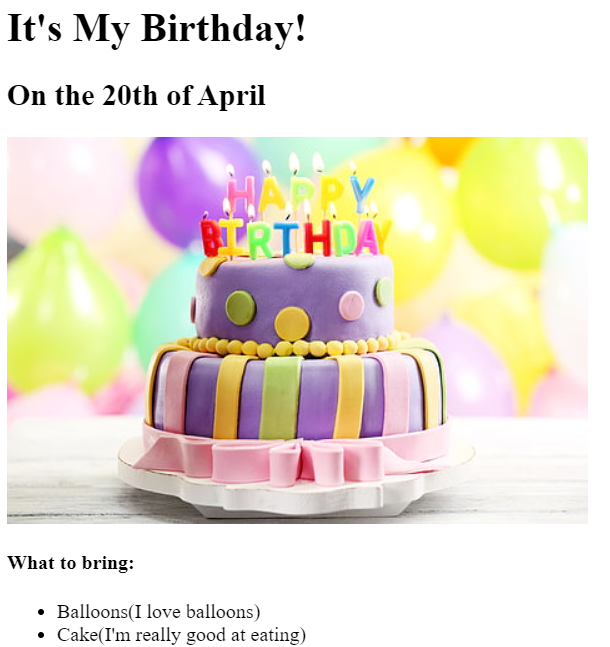 It's My Birthday!
On the 20th of April
HAPPY
BIRTHDAY
What to bring:
Balloons(I love balloons)
Cake(I'm really good at eating)